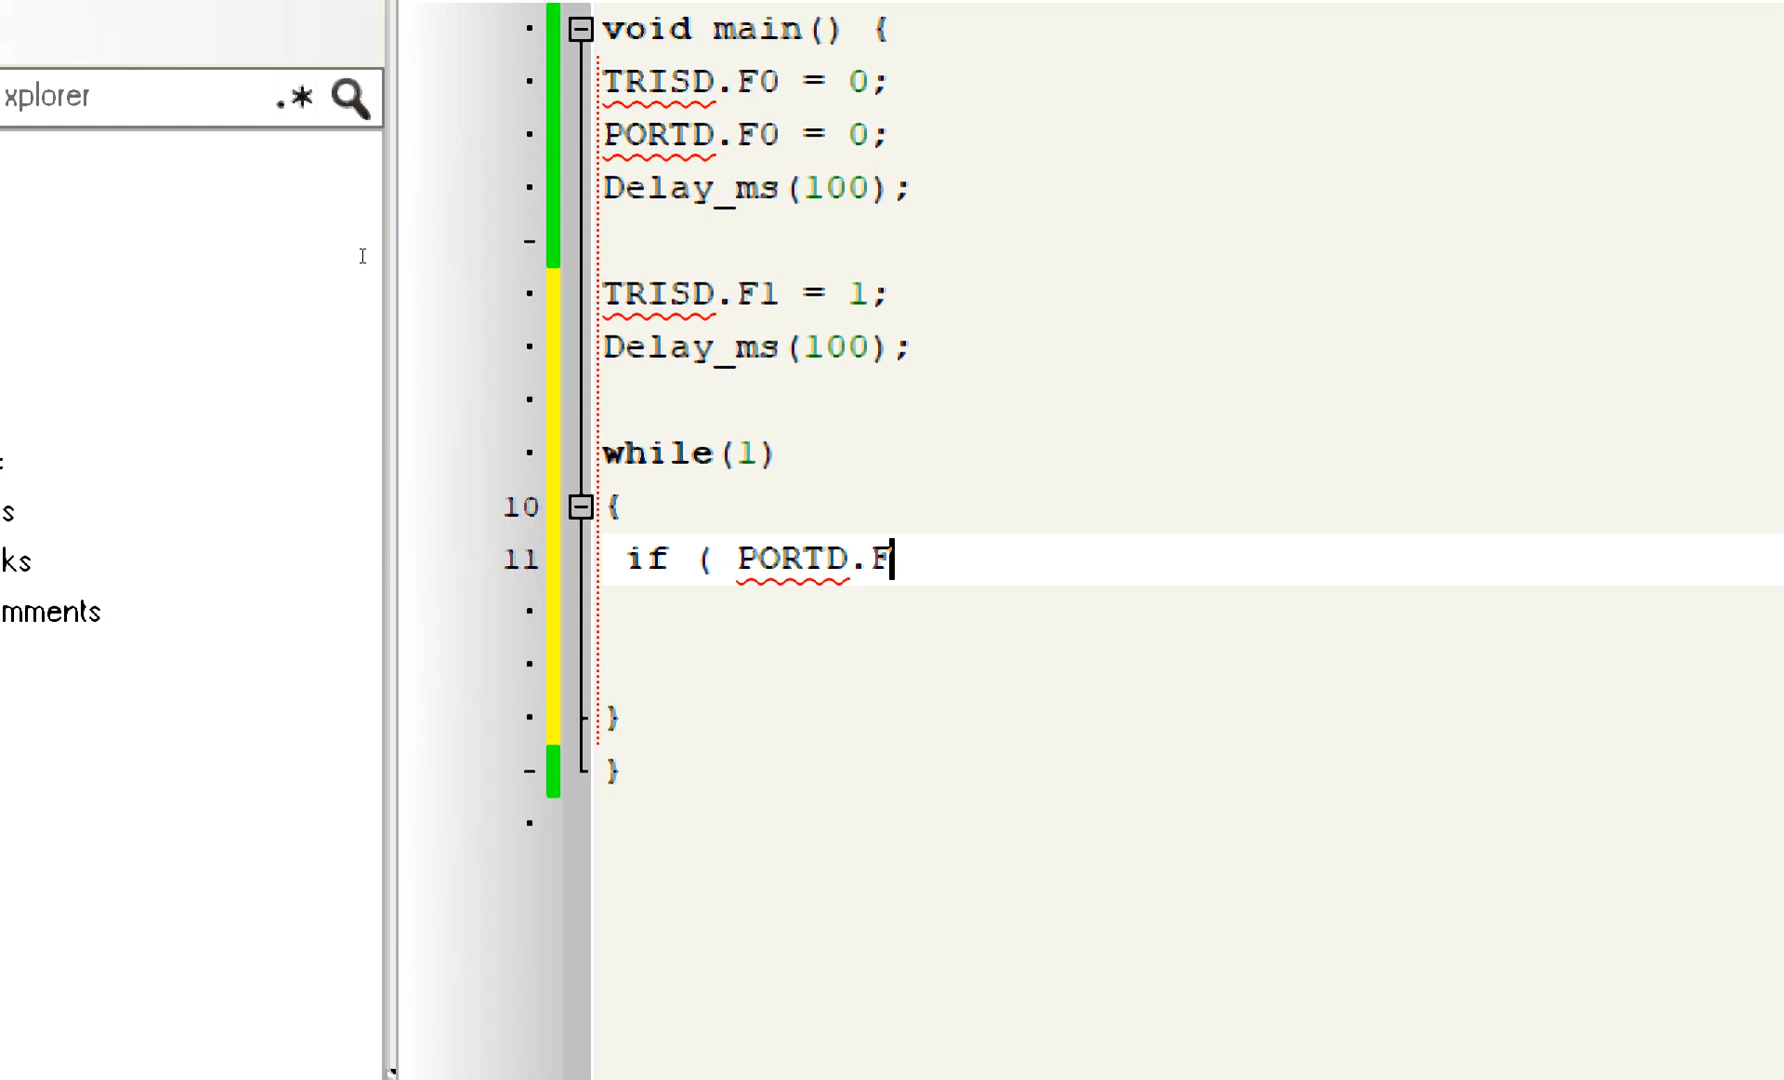 xplorer .*
s
ks
mments
void main() {
TRISD.F0 = 0;
PORTD.F0 = 0;
Delay_ms(100);
TRISD.F1 = 1;
Delay_ms(100);
while(1)
10 {
11 if ( PORTD.F
}
}